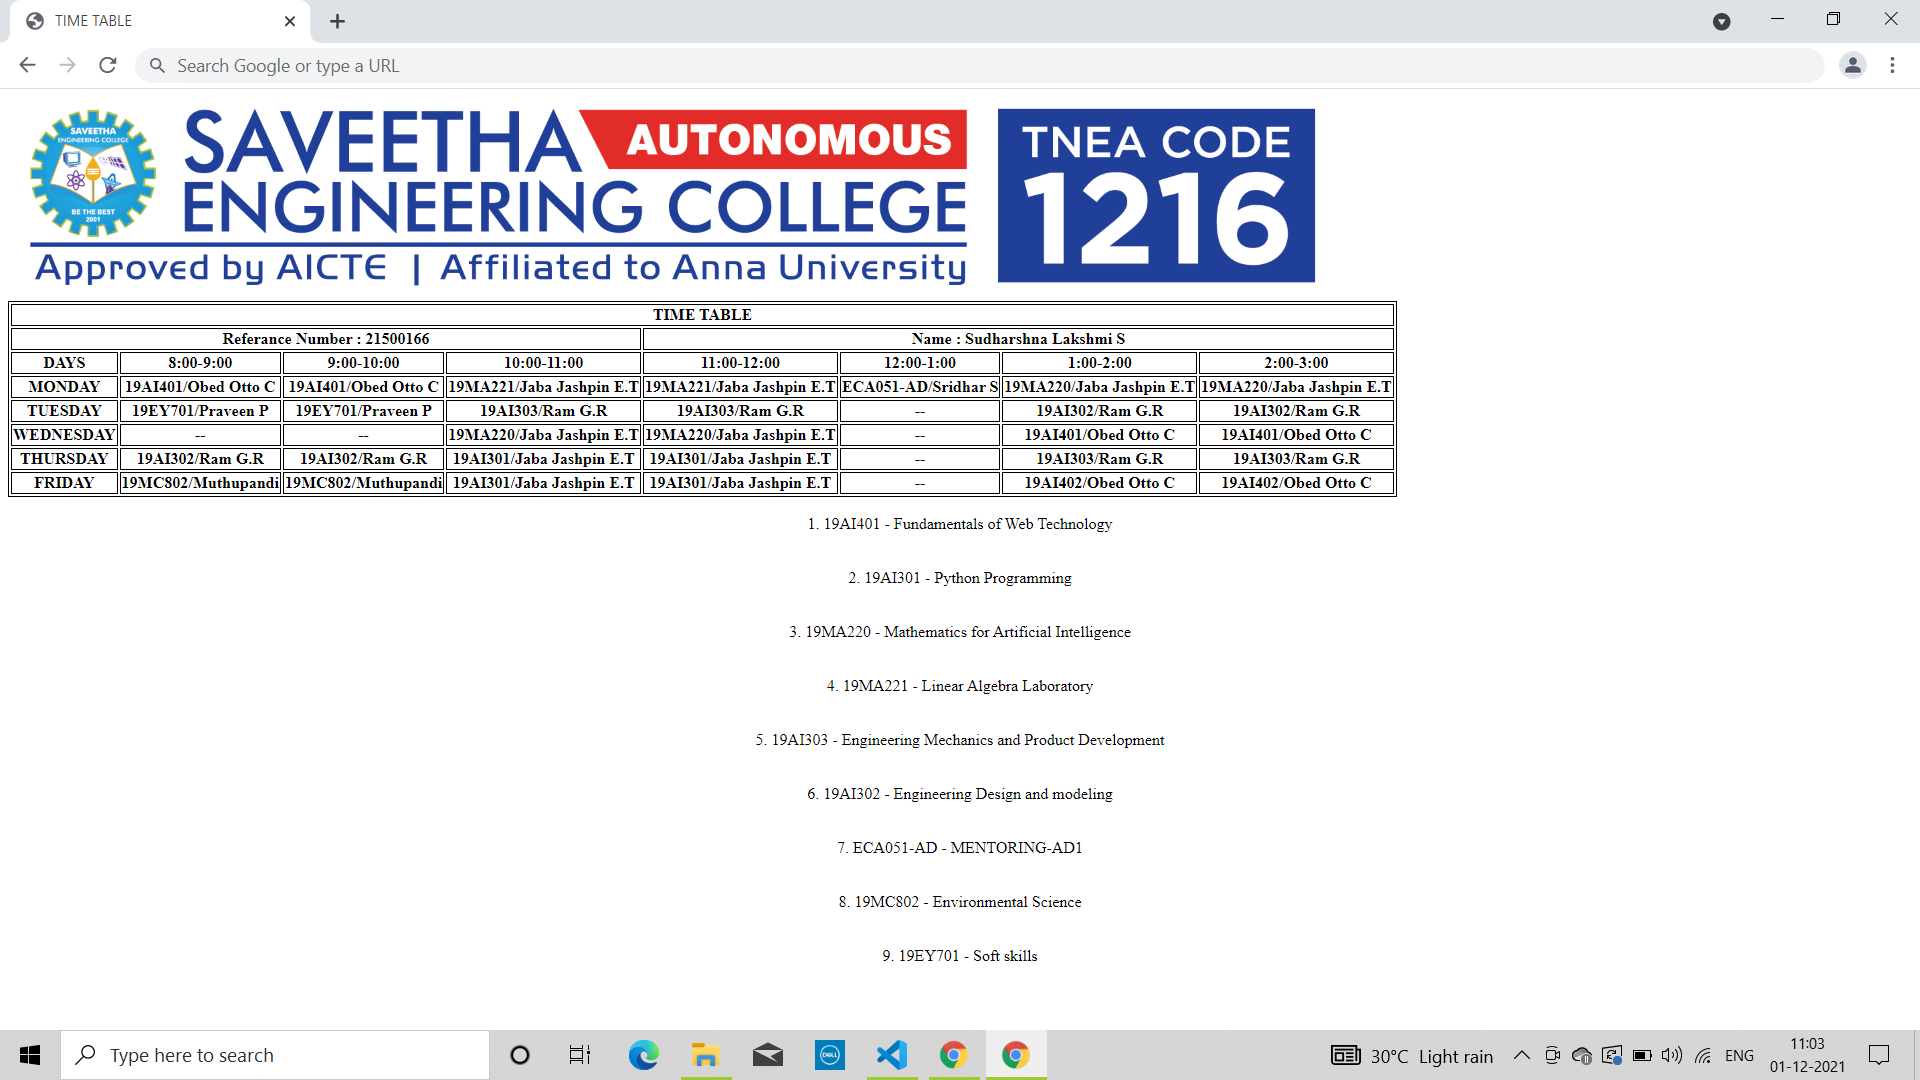 TIME TABLE
Search Google or type a URL
SAVEETHA
ENGINEERING COLLEGE
BE THE BEST
2001
SAVEETHA AUTONOMOUS
ENGINEERING COLLEGE
Approved by AICTE | Affiliated to Anna University
TNEA CODE
1216
TIME TABLE
Referance Number : 21500166 Name : Sudharshna Lakshmi S
DAYS 8:00-9:00 9:00-10:00 10:00-11:00 11:00-12:00 12:00-1:00 1:00-2:00 2:00-3:00
MONDAY 19AI401/Obed Otto C 19AI401/Obed Otto C 19MA221/Jaba Jashpin E.T 19MA221/Jaba Jashpin E.T ECA051-AD/Sridhar S 19MA220/Jaba Jashpin E.T 19MA220/Jaba Jashpin E.T
TUESDAY 19EY701/Praveen P 19EY701/Praveen P 19AI303/Ram G.R 19AI303/Ram G.R -- 19AI302/Ram G.R 19AI302/Ram G.R
WEDNESDAY -- -- 19MA220/Jaba Jashpin E.T 19MA220/Jaba Jashpin E.T -- 19AI401/Obed Otto C 19AI401/Obed Otto C
THURSDAY 19AI302/Ram G.R 19AI302/Ram G.R 19AI301/Jaba Jashpin E.T 19AI301/Jaba Jashpin E.T -- 19AI303/Ram G.R 19AI303/Ram G.R
FRIDAY 19MC802/Muthupandi 19MC802/Muthupandi 19AI301/Jaba Jashpin E.T 19AI301/Jaba Jashpin E.T -- 19AI402/Obed Otto C 19AI402/Obed Otto C
1. 19AI401 - Fundamentals of Web Technology
2. 19AI301 - Python Programming
3. 19MA220 - Mathematics for Artificial Intelligence
4. 19MA221 - Linear Algebra Laboratory
5. 19AI303 - Engineering Mechanics and Product Development
6. 19AI302 - Engineering Design and modeling
7. ECA051-AD - MENTORING-AD1
8. 19MC802 - Environmental Science
9. 19EY701 - Soft skills
Type here to search
DELL
30°C Light rain
ENG
11:03
01-12-2021